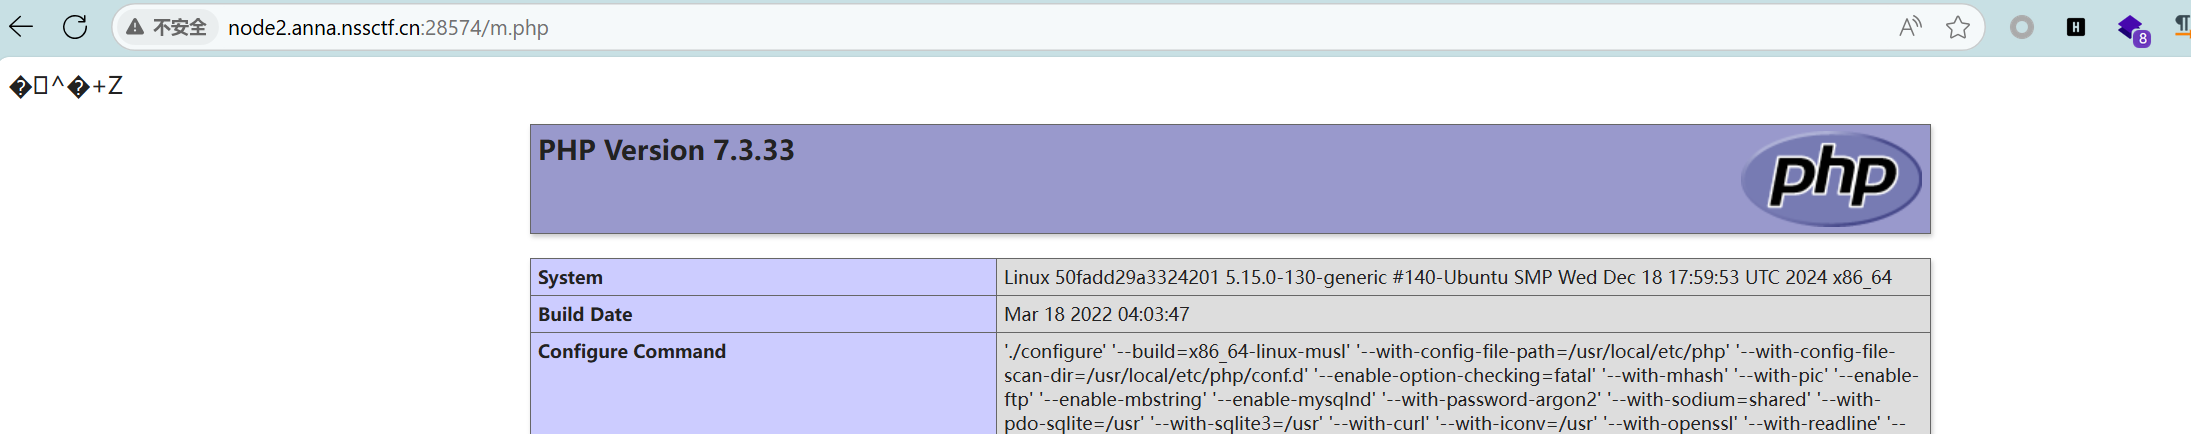 不安全 node2.anna.nssctf.cn:28574/m.php
8
�^�+Z
PHP Version 7.3.33
php
System Linux 50fadd29a3324201 5.15.0-130-generic #140-Ubuntu SMP Wed Dec 18 17:59:53 UTC 2024 x86_64
Build Date Mar 18 2022 04:03:47
Configure Command './configure' '--build=x86_64-linux-musl' '--with-config-file-path=/usr/local/etc/php' '--with-config-file-
scan-dir=/usr/local/etc/php/conf.d' '--enable-option-checking=fatal' '--with-mhash' '--with-pic' '--enable-
ftp' '--enable-mbstring' '--enable-mysqlnd' '--with-password-argon2' '--with-sodium=shared' '--with-
pdo-sqlite=/usr' '--with-sqlite3=/usr' '--with-curl' '--with-iconv=/usr' '--with-openssl' '--with-readline' '--